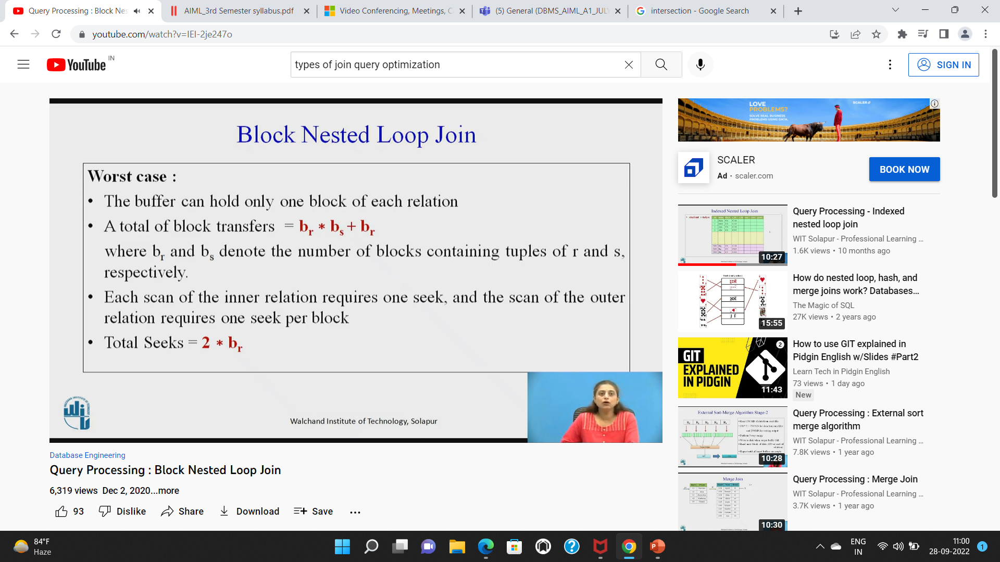 Query Processing : Block Nes
AIML_3rd Semester syllabus.pdf
Video Conferencing, Meetings, C
(5) General (DBMS_AIML_A1_JUL
intersection - Google Search
youtube.com/watch?v=IEI-2je247o
YouTube IN
types of join query optimization
SIGN IN
Block Nested Loop Join
Worst case :
• The buffer can hold only one block of each relation
• A total of block transfers = br * bs + br
where br and bs denote the number of blocks containing tuples of r and s,
respectively.
• Each scan of the inner relation requires one seek, and the scan of the outer
relation requires one seek per block
• Total Seeks = 2 * br
Walchand Institute of Technology, Solapur
Database Engineering
Query Processing : Block Nested Loop Join
6,319 views Dec 2, 2020...more
93 Dislike Share Download Save
LOVE
PROBLEMS?
SOLVE REAL BUSINESS
PROBLEMS USING DATA.
SCALER
SCALER
Ad · scaler.com
BOOK NOW
Indexed Nested Loop Join
10:27
Query Processing - Indexed
nested loop join
WIT Solapur - Professional Learning ...
1.6K views • 10 months ago
15:55
How do nested loop, hash, and
merge joins work? Databases...
The Magic of SQL
27K views • 2 years ago
GIT
EXPLAINED
IN PIDGIN
2
11:43
How to use GIT explained in
Pidgin English w/Slides #Part2
Learn Tech in Pidgin English
73 views • 1 day ago
New
External Sort-Merge Algorithm Stage-2
10:28
Query Processing : External sort
merge algorithm
WIT Solapur - Professional Learning ...
7.8K views • 1 year ago
Merge Join
10:30
Query Processing : Merge Join
WIT Solapur - Professional Learning ...
3.7K views • 1 year ago
84°F
Haze
ENG
IN
11:00
28-09-2022
1